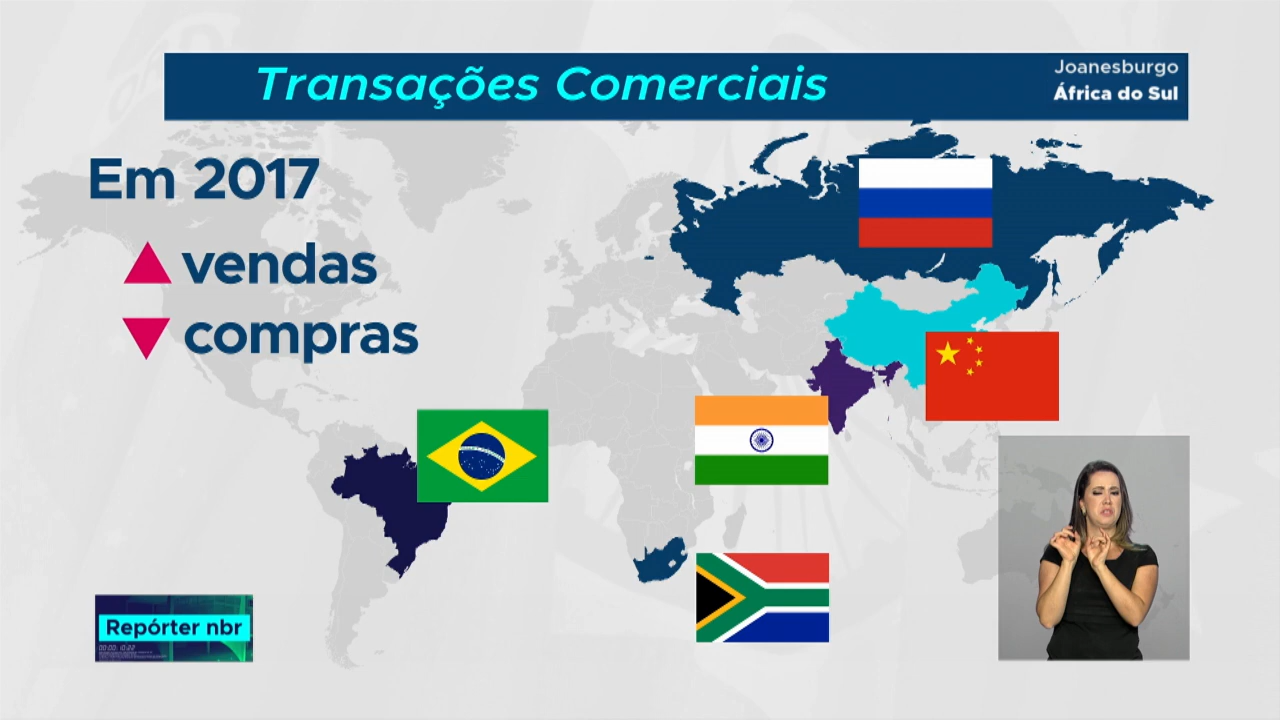 Transações Comerciais
Joanesburgo
África do Sul
Em 2017
vendas
compras
Repórter nbr